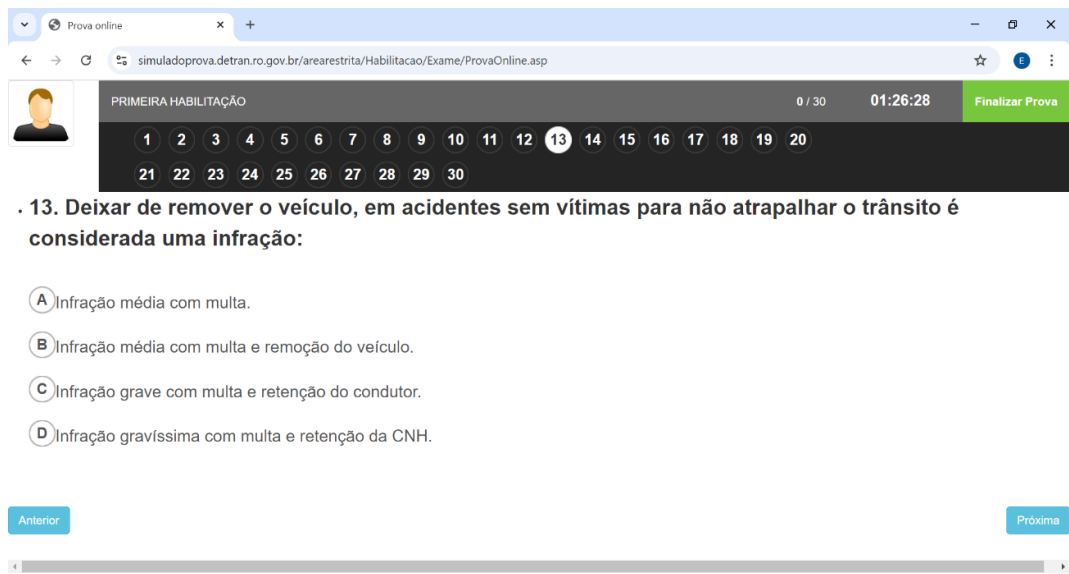 Prova online
simuladoprova.detran.ro.gov.br/arearestrita/Habilitacao/Exame/ProvaOnline.asp
E
PRIMEIRA HABILITAÇÃO 0 / 30 01:26:28 Finalizar Prova
1 2 3 4 5 6 7 8 9 10 11 12 13 14 15 16 17 18 19 20
21 22 23 24 25 26 27 28 29 30
. 13. Deixar de remover o veículo, em acidentes sem vítimas para não atrapalhar o trânsito é
considerada uma infração:
A Infração média com multa.
B Infração média com multa e remoção do veículo.
C Infração grave com multa e retenção do condutor.
D Infração gravíssima com multa e retenção da CNH.
Anterior Próxima